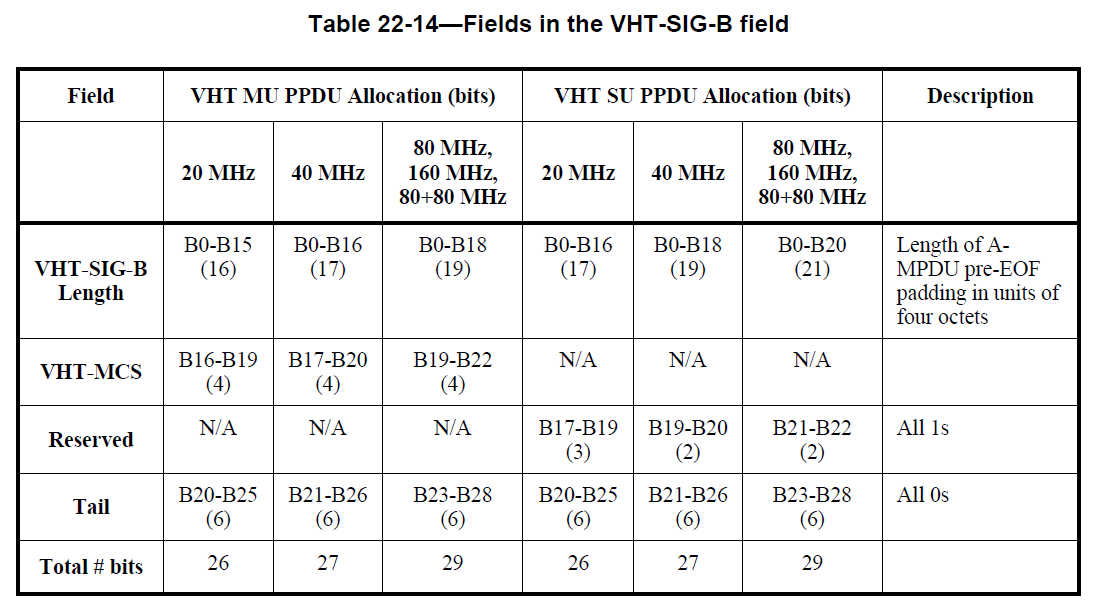 Table 22-14—Fields in the VHT-SIG-B field
Field VHT MU PPDU Allocation (bits) VHT SU PPDU Allocation (bits) Description
20 MHz 40 MHz 80 MHz, 160 MHz, 80+80 MHz 20 MHz 40 MHz 80 MHz, 160 MHz, 80+80 MHz
VHT-SIG-B Length B0-B15 (16) B0-B16 (17) B0-B18 (19) B0-B16 (17) B0-B18 (19) B0-B20 (21) Length of A-MPDU pre-EOF padding in units of four octets
VHT-MCS B16-B19 (4) B17-B20 (4) B19-B22 (4) N/A N/A N/A
Reserved N/A N/A N/A B17-B19 (3) B19-B20 (2) B21-B22 (2) All 1s
Tail B20-B25 (6) B21-B26 (6) B23-B28 (6) B20-B25 (6) B21-B26 (6) B23-B28 (6) All 0s
Total # bits 26 27 29 26 27 29